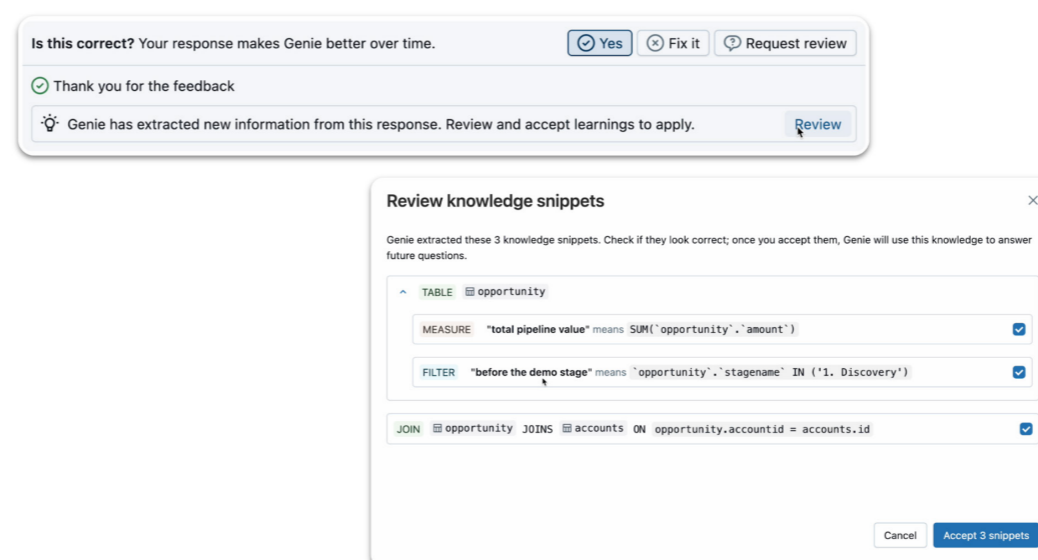 Is this correct? Your response makes Genie better over time. Yes Fix it Request review
Thank you for the feedback
Genie has extracted new information from this response. Review and accept learnings to apply. Review
Review knowledge snippets
Genie extracted these 3 knowledge snippets. Check if they look correct; once you accept them, Genie will use this knowledge to answer
future questions.
TABLE opportunity
MEASURE "total pipeline value" means SUM(`opportunity`.`amount`)
FILTER "before the demo stage" means `opportunity`.`stagename` IN ('1. Discovery')
JOIN opportunity JOINS accounts ON opportunity.accountid = accounts.id
Cancel Accept 3 snippets